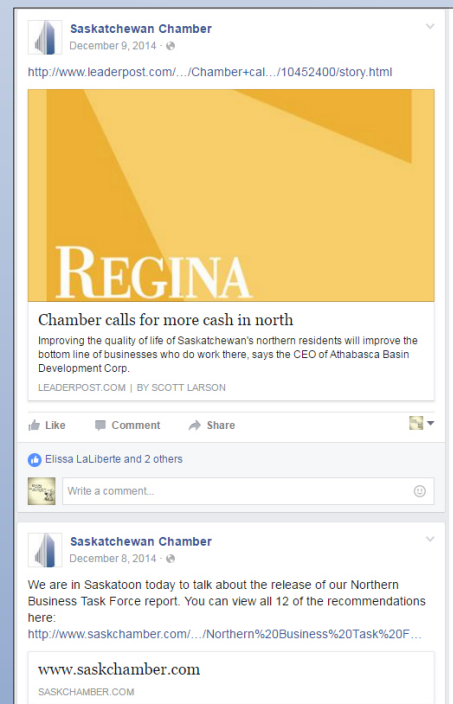 Saskatchewan Chamber
December 9, 2014 ·
http://www.leaderpost.com/.../Chamber+cal.../10452400/story.html
REGINA
Chamber calls for more cash in north
Improving the quality of life of Saskatchewan's northern residents will improve the
bottom line of businesses who do work there, says the CEO of Athabasca Basin
Development Corp.
LEADERPOST.COM | BY SCOTT LARSON
Like Comment Share
Elissa LaLiberte and 2 others
Write a comment...
Saskatchewan Chamber
December 8, 2014 ·
We are in Saskatoon today to talk about the release of our Northern
Business Task Force report. You can view all 12 of the recommendations
here:
http://www.saskchamber.com/.../Northern%20Business%20Task%20F...
www.saskchamber.com
SASKCHAMBER.COM